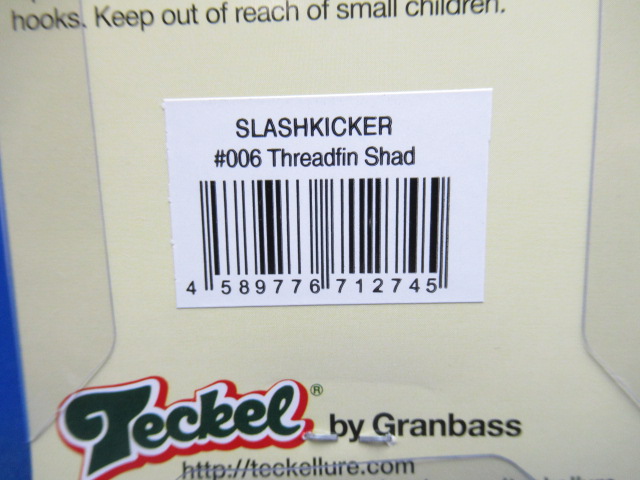 hooks. Keep out of reach of small children.
SLASHKICKER
#006 Threadfin Shad
4 589776 712745
Teckel® by Granbass
http://teckellure.com